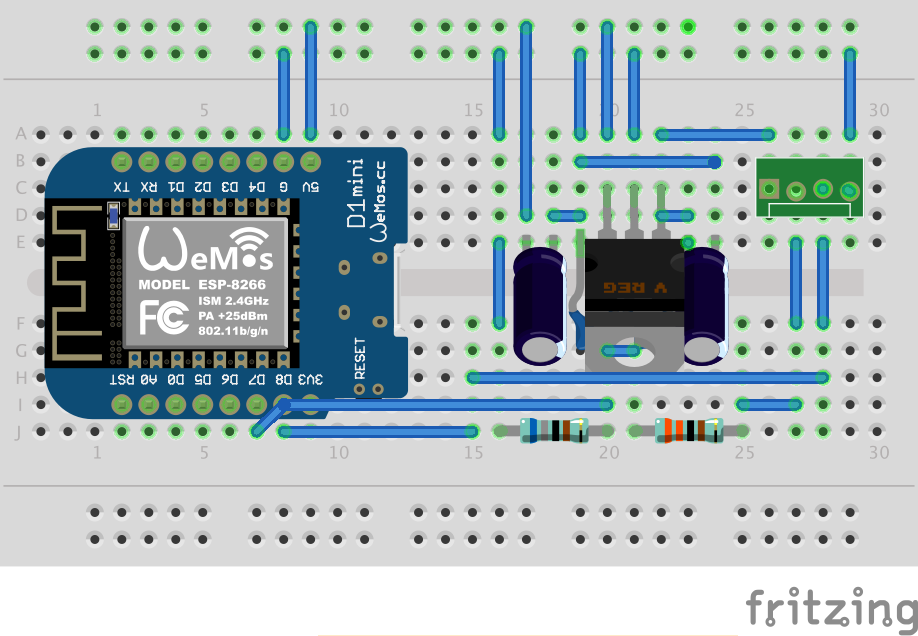 1 5 10 15 20 25 30
A
B
C
D
E
F
G
H
I
J
TX RX D1 D2 D3 D4 G 5V
D1mini
WeMos.cc
WeMos
MODEL ESP-8266
ISM 2.4GHz
PA +25dBm
802.11b/g/n
FC
V REG
RESET
RST A0 D0 D5 D6 D7 D8 3V3
A
B
C
D
E
F
G
H
I
J
1 5 10 15 20 25 30
fritzing